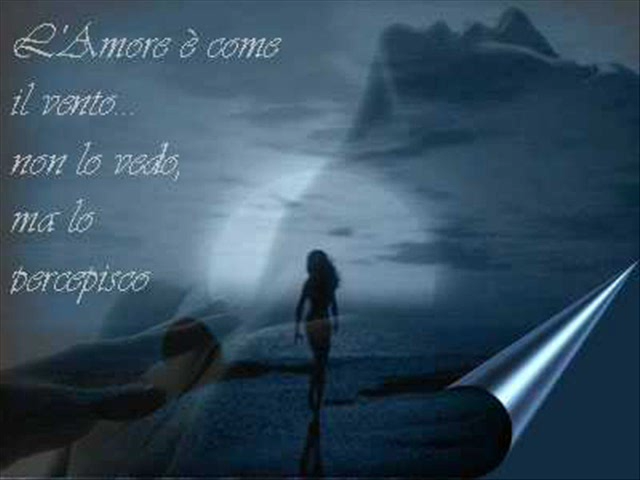 L'Amore è come
il vento...
non lo vedo,
ma lo
percepisco